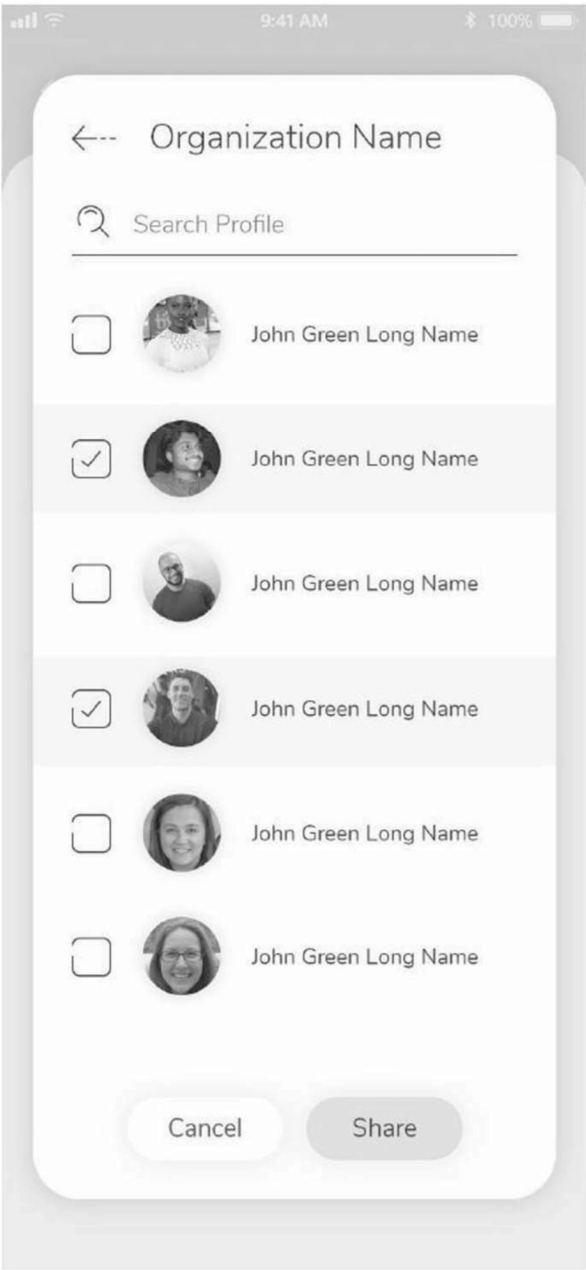 9:41 AM
100%
Organization Name
Search Profile
John Green Long Name
John Green Long Name
John Green Long Name
John Green Long Name
John Green Long Name
John Green Long Name
Cancel
Share